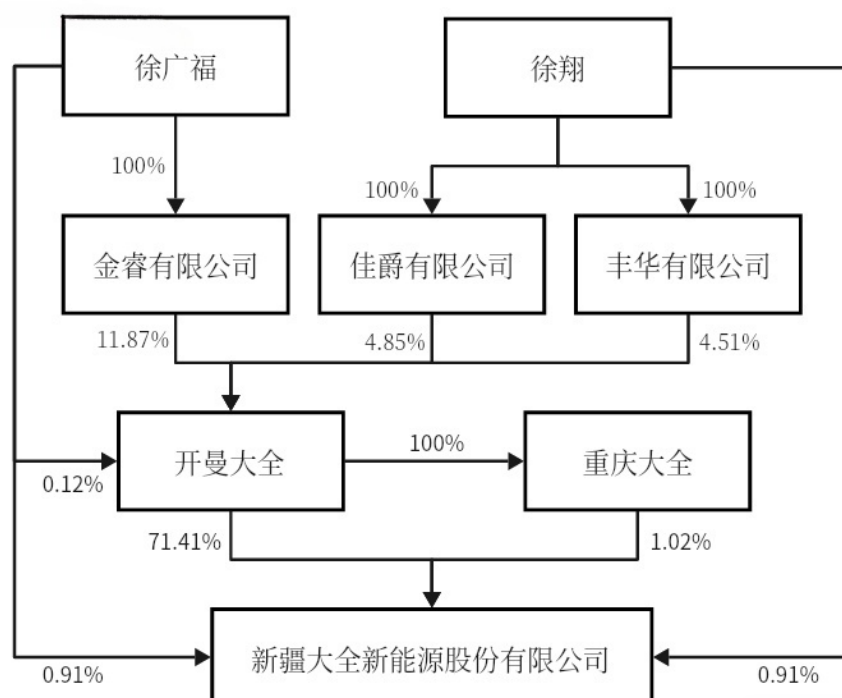 徐广福
徐翔
100%
100%
100%
金睿有限公司
佳爵有限公司
丰华有限公司
11.87%
4.85%
4.51%
开曼大全
100%
重庆大全
0.12%
71.41%
1.02%
新疆大全新能源股份有限公司
0.91%
0.91%